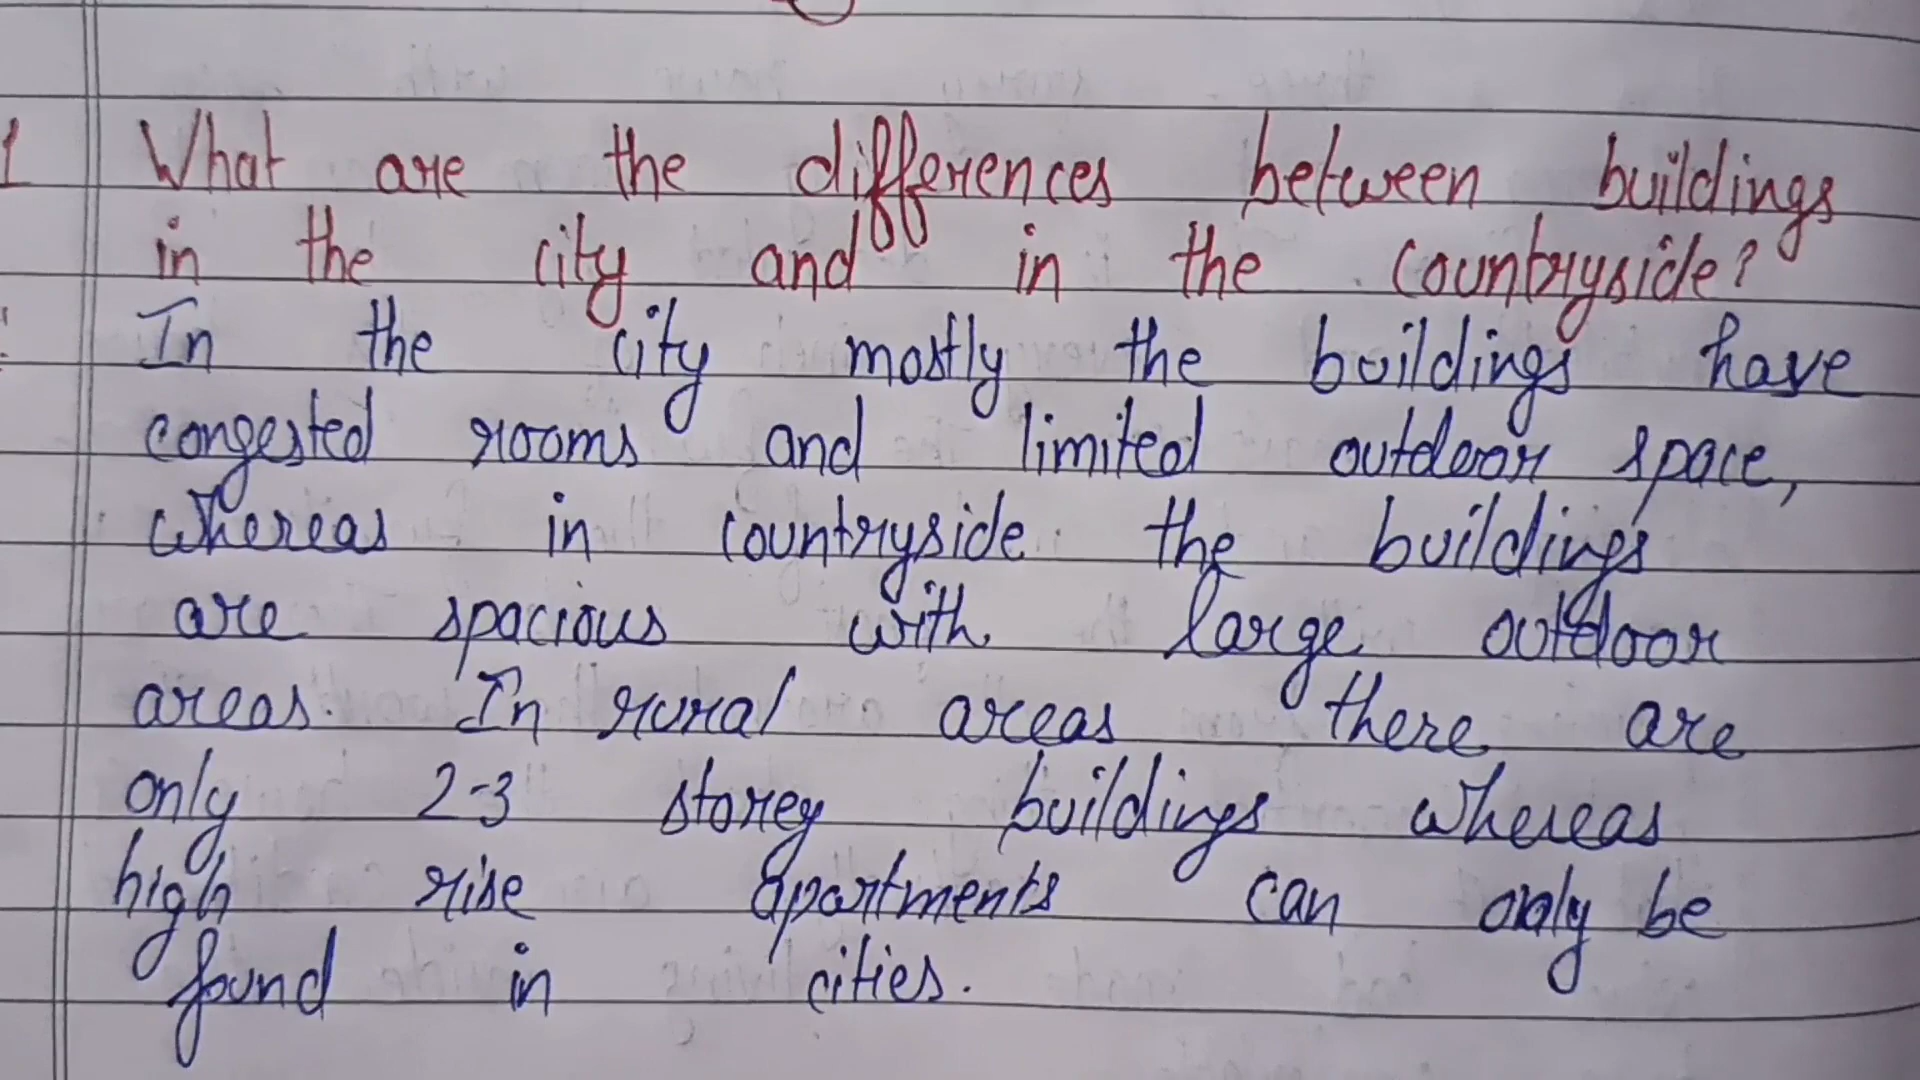 1 What are the differences between buildings
in the city and in the countryside?
In the city mostly the buildings have
congested rooms and limited outdoor space,
whereas in countryside the buildings
are spacious with large outdoor
areas. In rural areas there are
only 2-3 storey buildings whereas
high rise apartments can only be
found in cities.